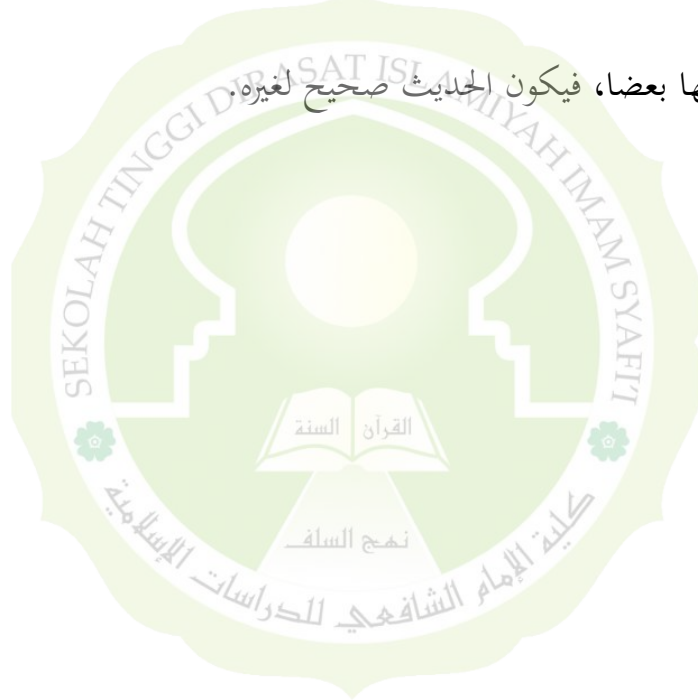 ها بعضا، فيكون الحديث صحيح لغيره.
SEKOLAH TINGGI DIRASAT ISLAMIYAH IMAM SYAFI'I
القرآن السنة
نهج السلف
كلية الإمام الشافعي للدراسات الإسلامية